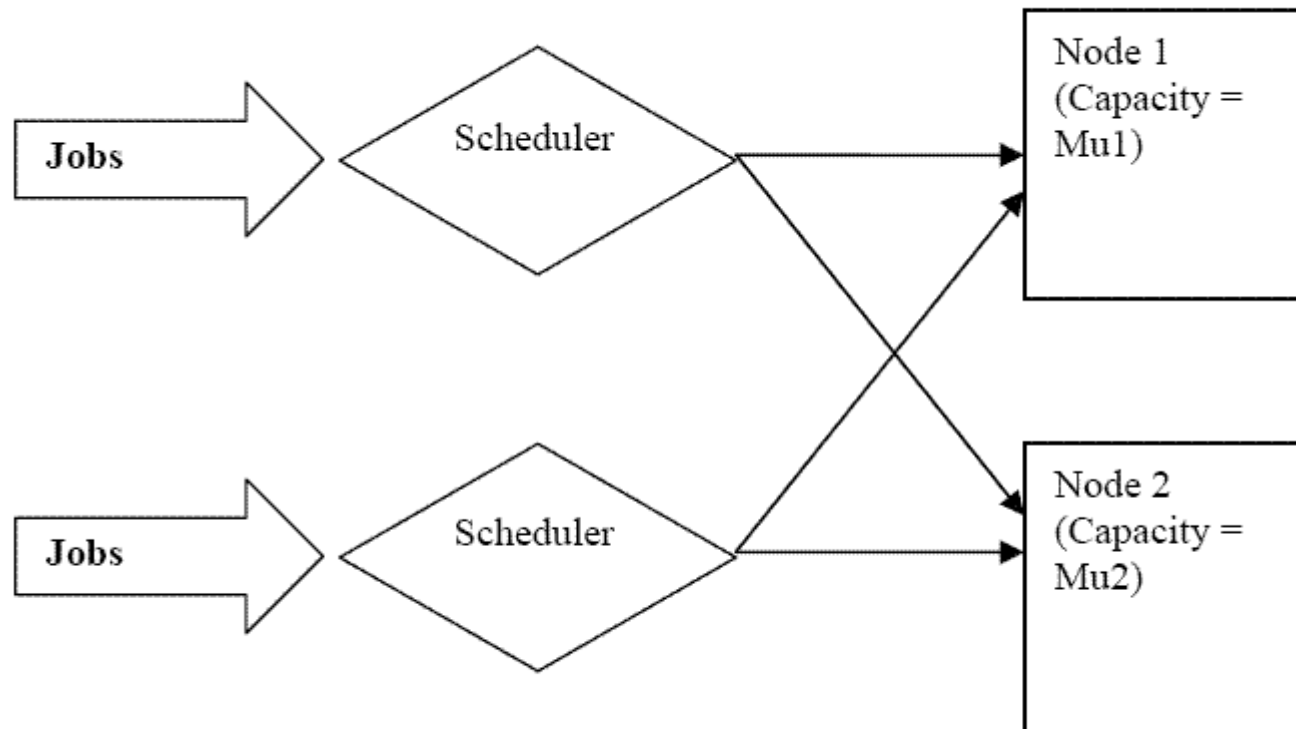 Jobs
Scheduler
Node 1
(Capacity =
Mu1)
Jobs
Scheduler
Node 2
(Capacity =
Mu2)